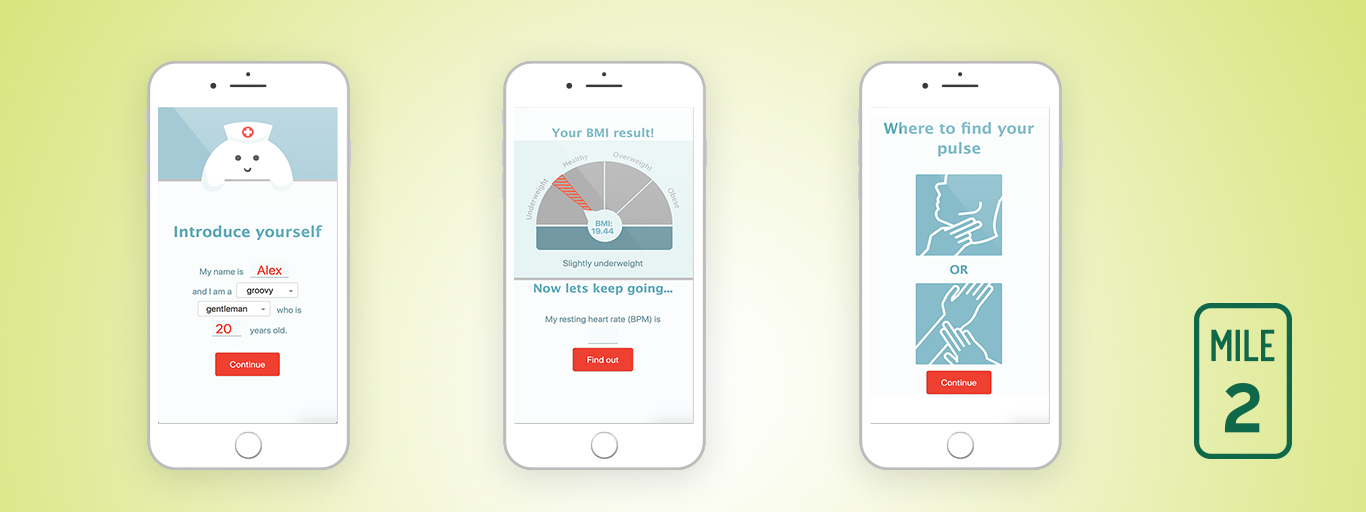 Introduce yourself
My name is Alex
and I am a groovy
gentleman who is
20 years old.
Continue
Your BMI result!
Underweight
Healthy
Overweight
Obese
BMI:
19.44
Slightly underweight
Now lets keep going...
My resting heart rate (BPM) is
Find out
Where to find your
pulse
OR
Continue
MILE
2